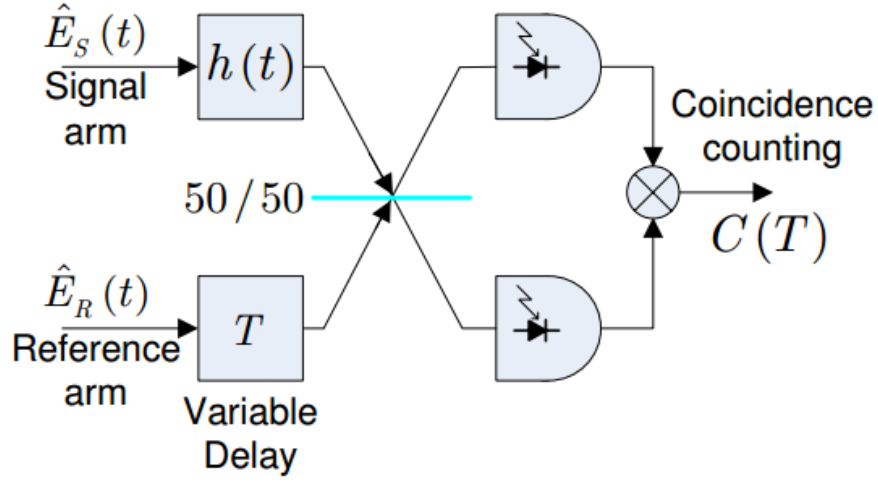 Ê_S (t)
Signal
arm
h(t)
50/50
Coincidence
counting
C(T)
Ê_R (t)
Reference
arm
T
Variable
Delay